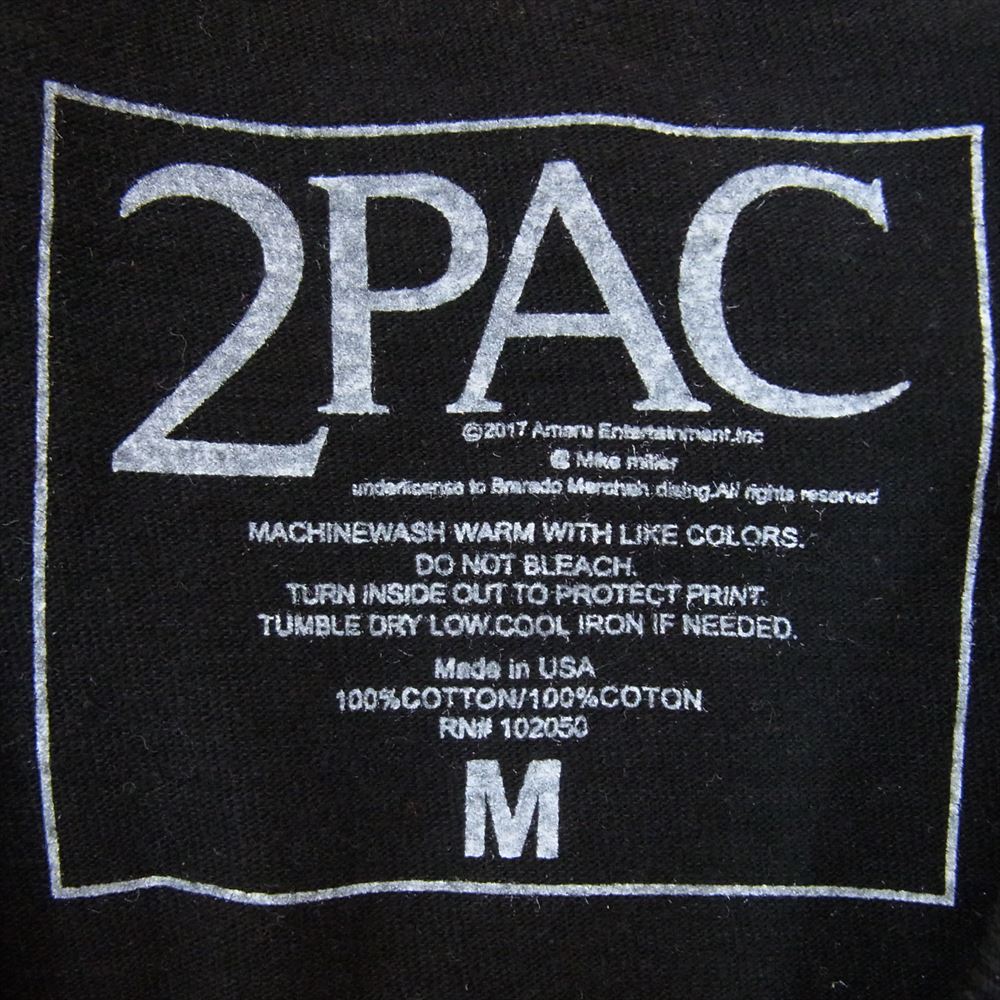 2PAC
©2017 Amaru Entertainment.Inc
@ Mike miller
underlicense to Bravado Merchandising.All rights reserved
MACHINEWASH WARM WITH LIKE COLORS.
DO NOT BLEACH.
TURN INSIDE OUT TO PROTECT PRINT.
TUMBLE DRY LOW.COOL IRON IF NEEDED.
Made in USA
100%COTTON/100%COTON
RN# 102050
M